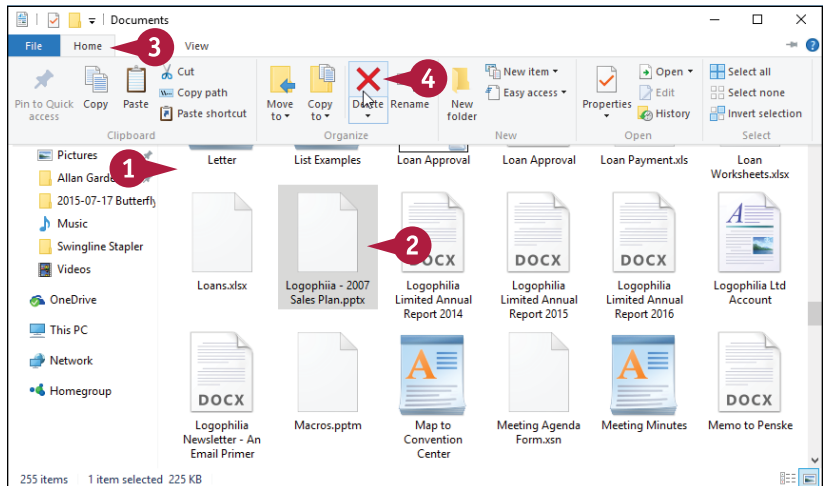 Documents
File
Home
View
3
4
Pin to Quick
access
Copy
Paste
Cut
Copy path
Paste shortcut
Clipboard
Move
to
Copy
to
Delete
Rename
Organize
New
folder
New item
Easy access
New
Properties
Open
Edit
History
Open
Select all
Select none
Invert selection
Select
Pictures
2015-07-17 Butterfly
Music
Swingline Stapler
Videos
OneDrive
This PC
Network
Homegroup
1
Letter
List Examples
Loan Approval
Loan Approval
Loan Payment.xls
Loan
Worksheets.xlsx
2
DOCX
DOCX
DOCX
A
Loans.xlsx
Logophiia - 2007
Sales Plan.pptx
Logophilia
Limited Annual
Report 2014
Logophilia
Limited Annual
Report 2015
Logophilia
Limited Annual
Report 2016
Logophilia Ltd
Account
DOCX
A
A
Logophilia
Newsletter - An
Email Primer
Macros.pptm
Map to
Convention
Center
Meeting Agenda
Form.xsn
Meeting Minutes
Memo to Penske
DOCX
255 items
1 item selected 225 KB